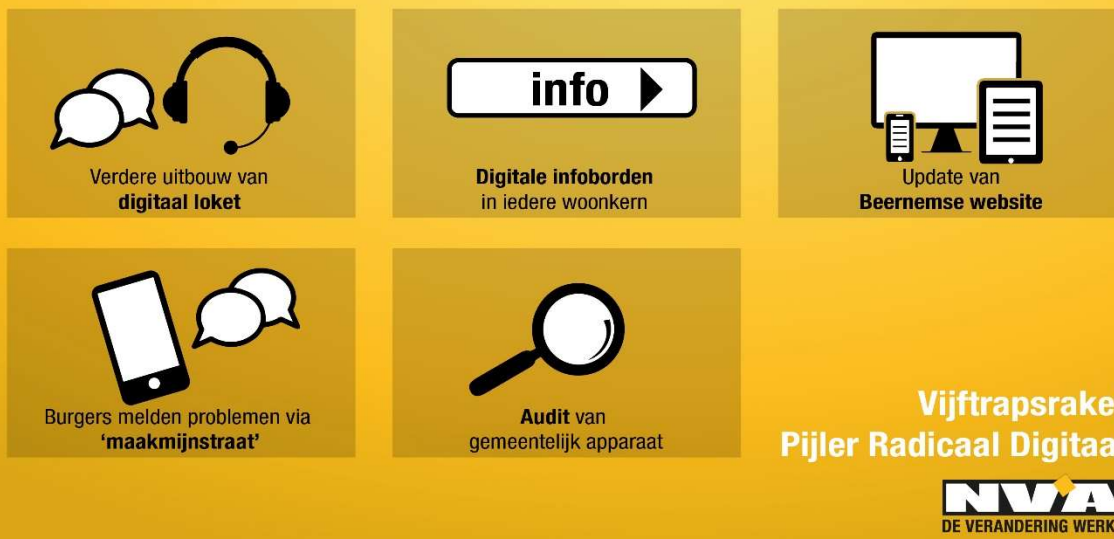 Verdere uitbouw van
digitaal loket
info
Digitale infoborden
in iedere woonkern
Update van
Beernemse website
Burgers melden problemen via
‘maakmijnstraat’
Audit van
gemeentelijk apparaat
Vijftrapsrake
Pijler Radicaal Digitaa
N-VA
DE VERANDERING WERK